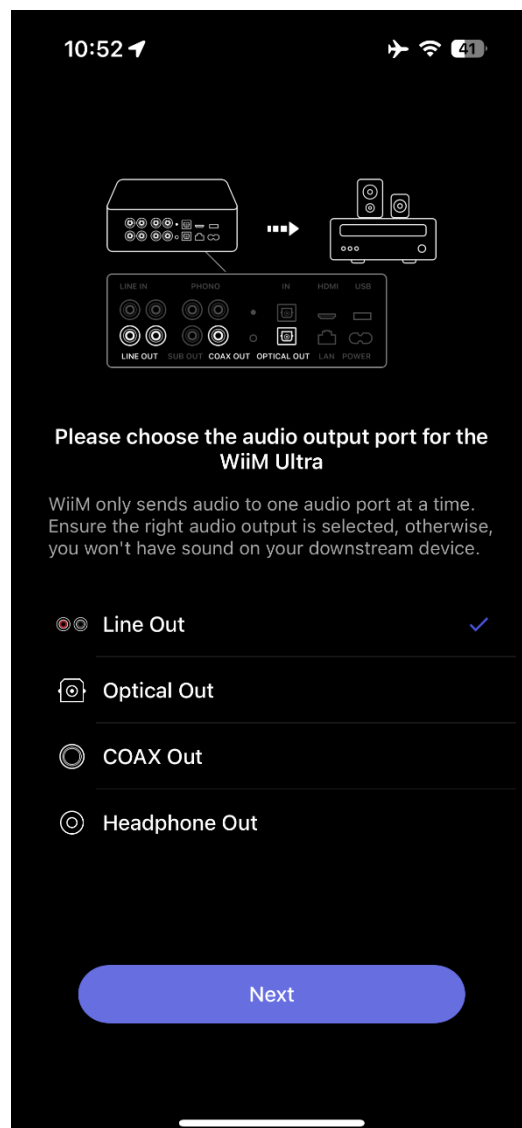 10:52
41
LINE IN PHONO IN HDMI USB
LINE OUT SUB OUT COAX OUT OPTICAL OUT LAN POWER
Please choose the audio output port for the
WiiM Ultra
WiiM only sends audio to one audio port at a time.
Ensure the right audio output is selected, otherwise,
you won't have sound on your downstream device.
Line Out
Optical Out
COAX Out
Headphone Out
Next